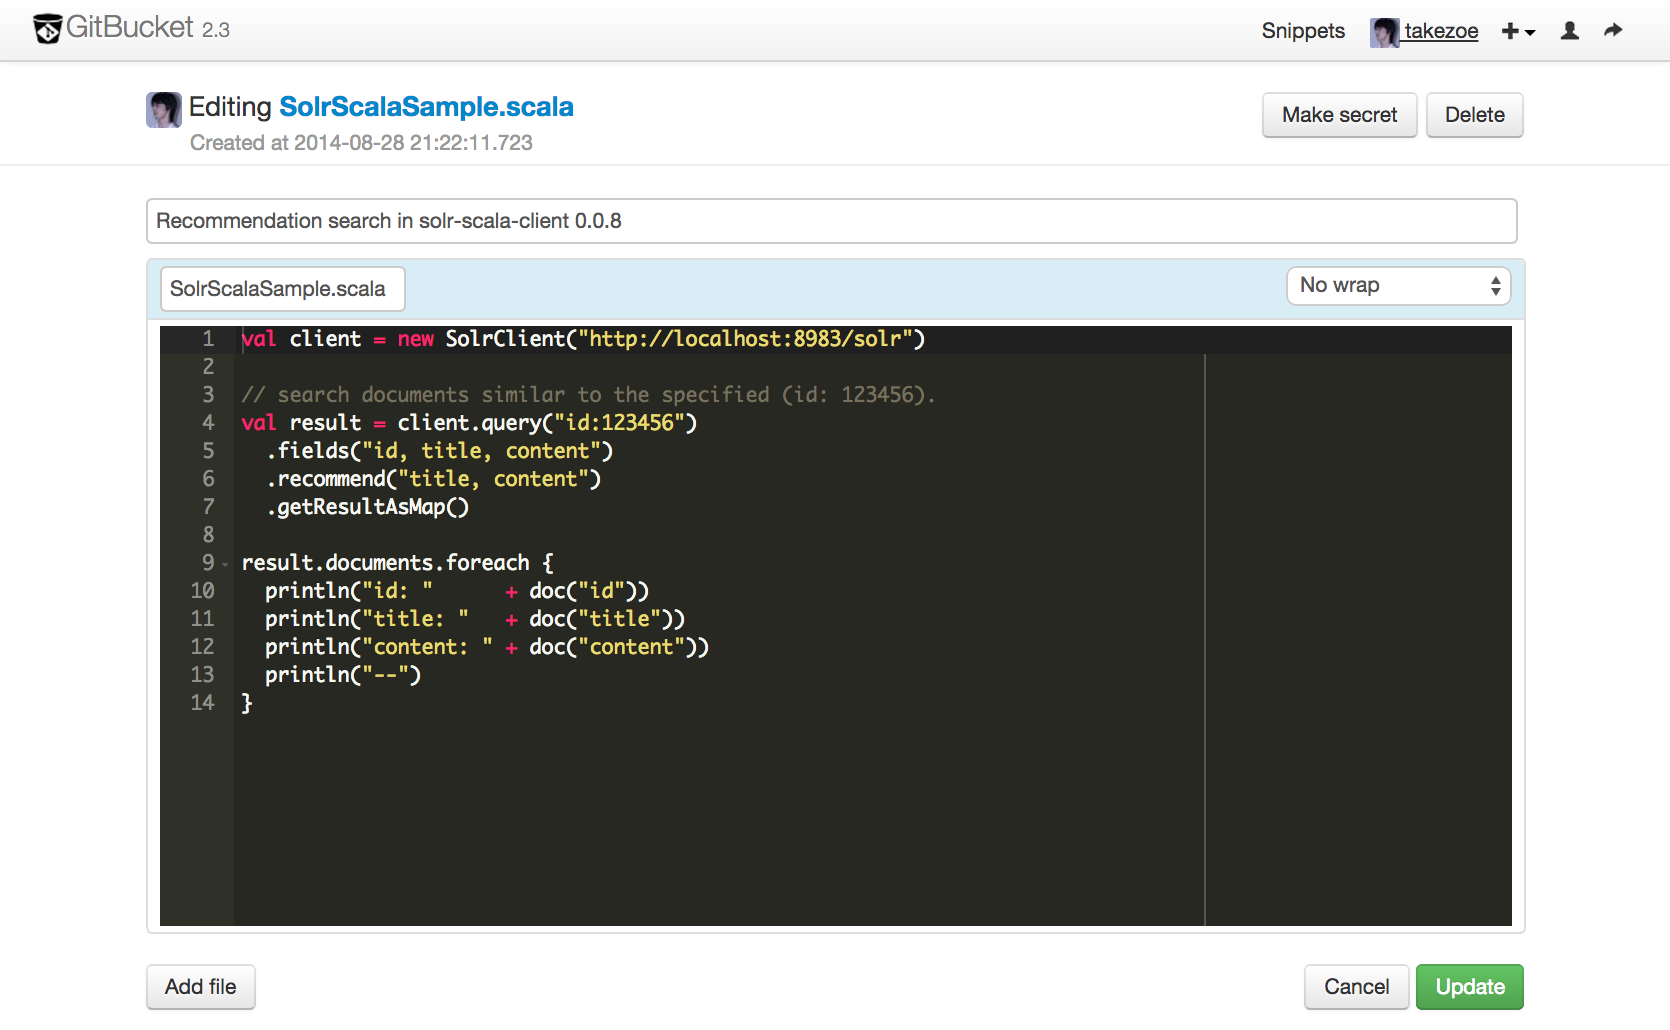 GitBucket 2.3
Snippets takezoe
Editing SolrScalaSample.scala
Created at 2014-08-28 21:22:11.723
Make secret Delete
Recommendation search in solr-scala-client 0.0.8
SolrScalaSample.scala No wrap
1 val client = new SolrClient("http://localhost:8983/solr")
2
3 // search documents similar to the specified (id: 123456).
4 val result = client.query("id:123456")
5   .fields("id, title, content")
6   .recommend("title, content")
7   .getResultAsMap()
8
9 result.documents.foreach {
10   println("id: "      + doc("id"))
11   println("title: "   + doc("title"))
12   println("content: " + doc("content"))
13   println("--")
14 }
Add file Cancel Update